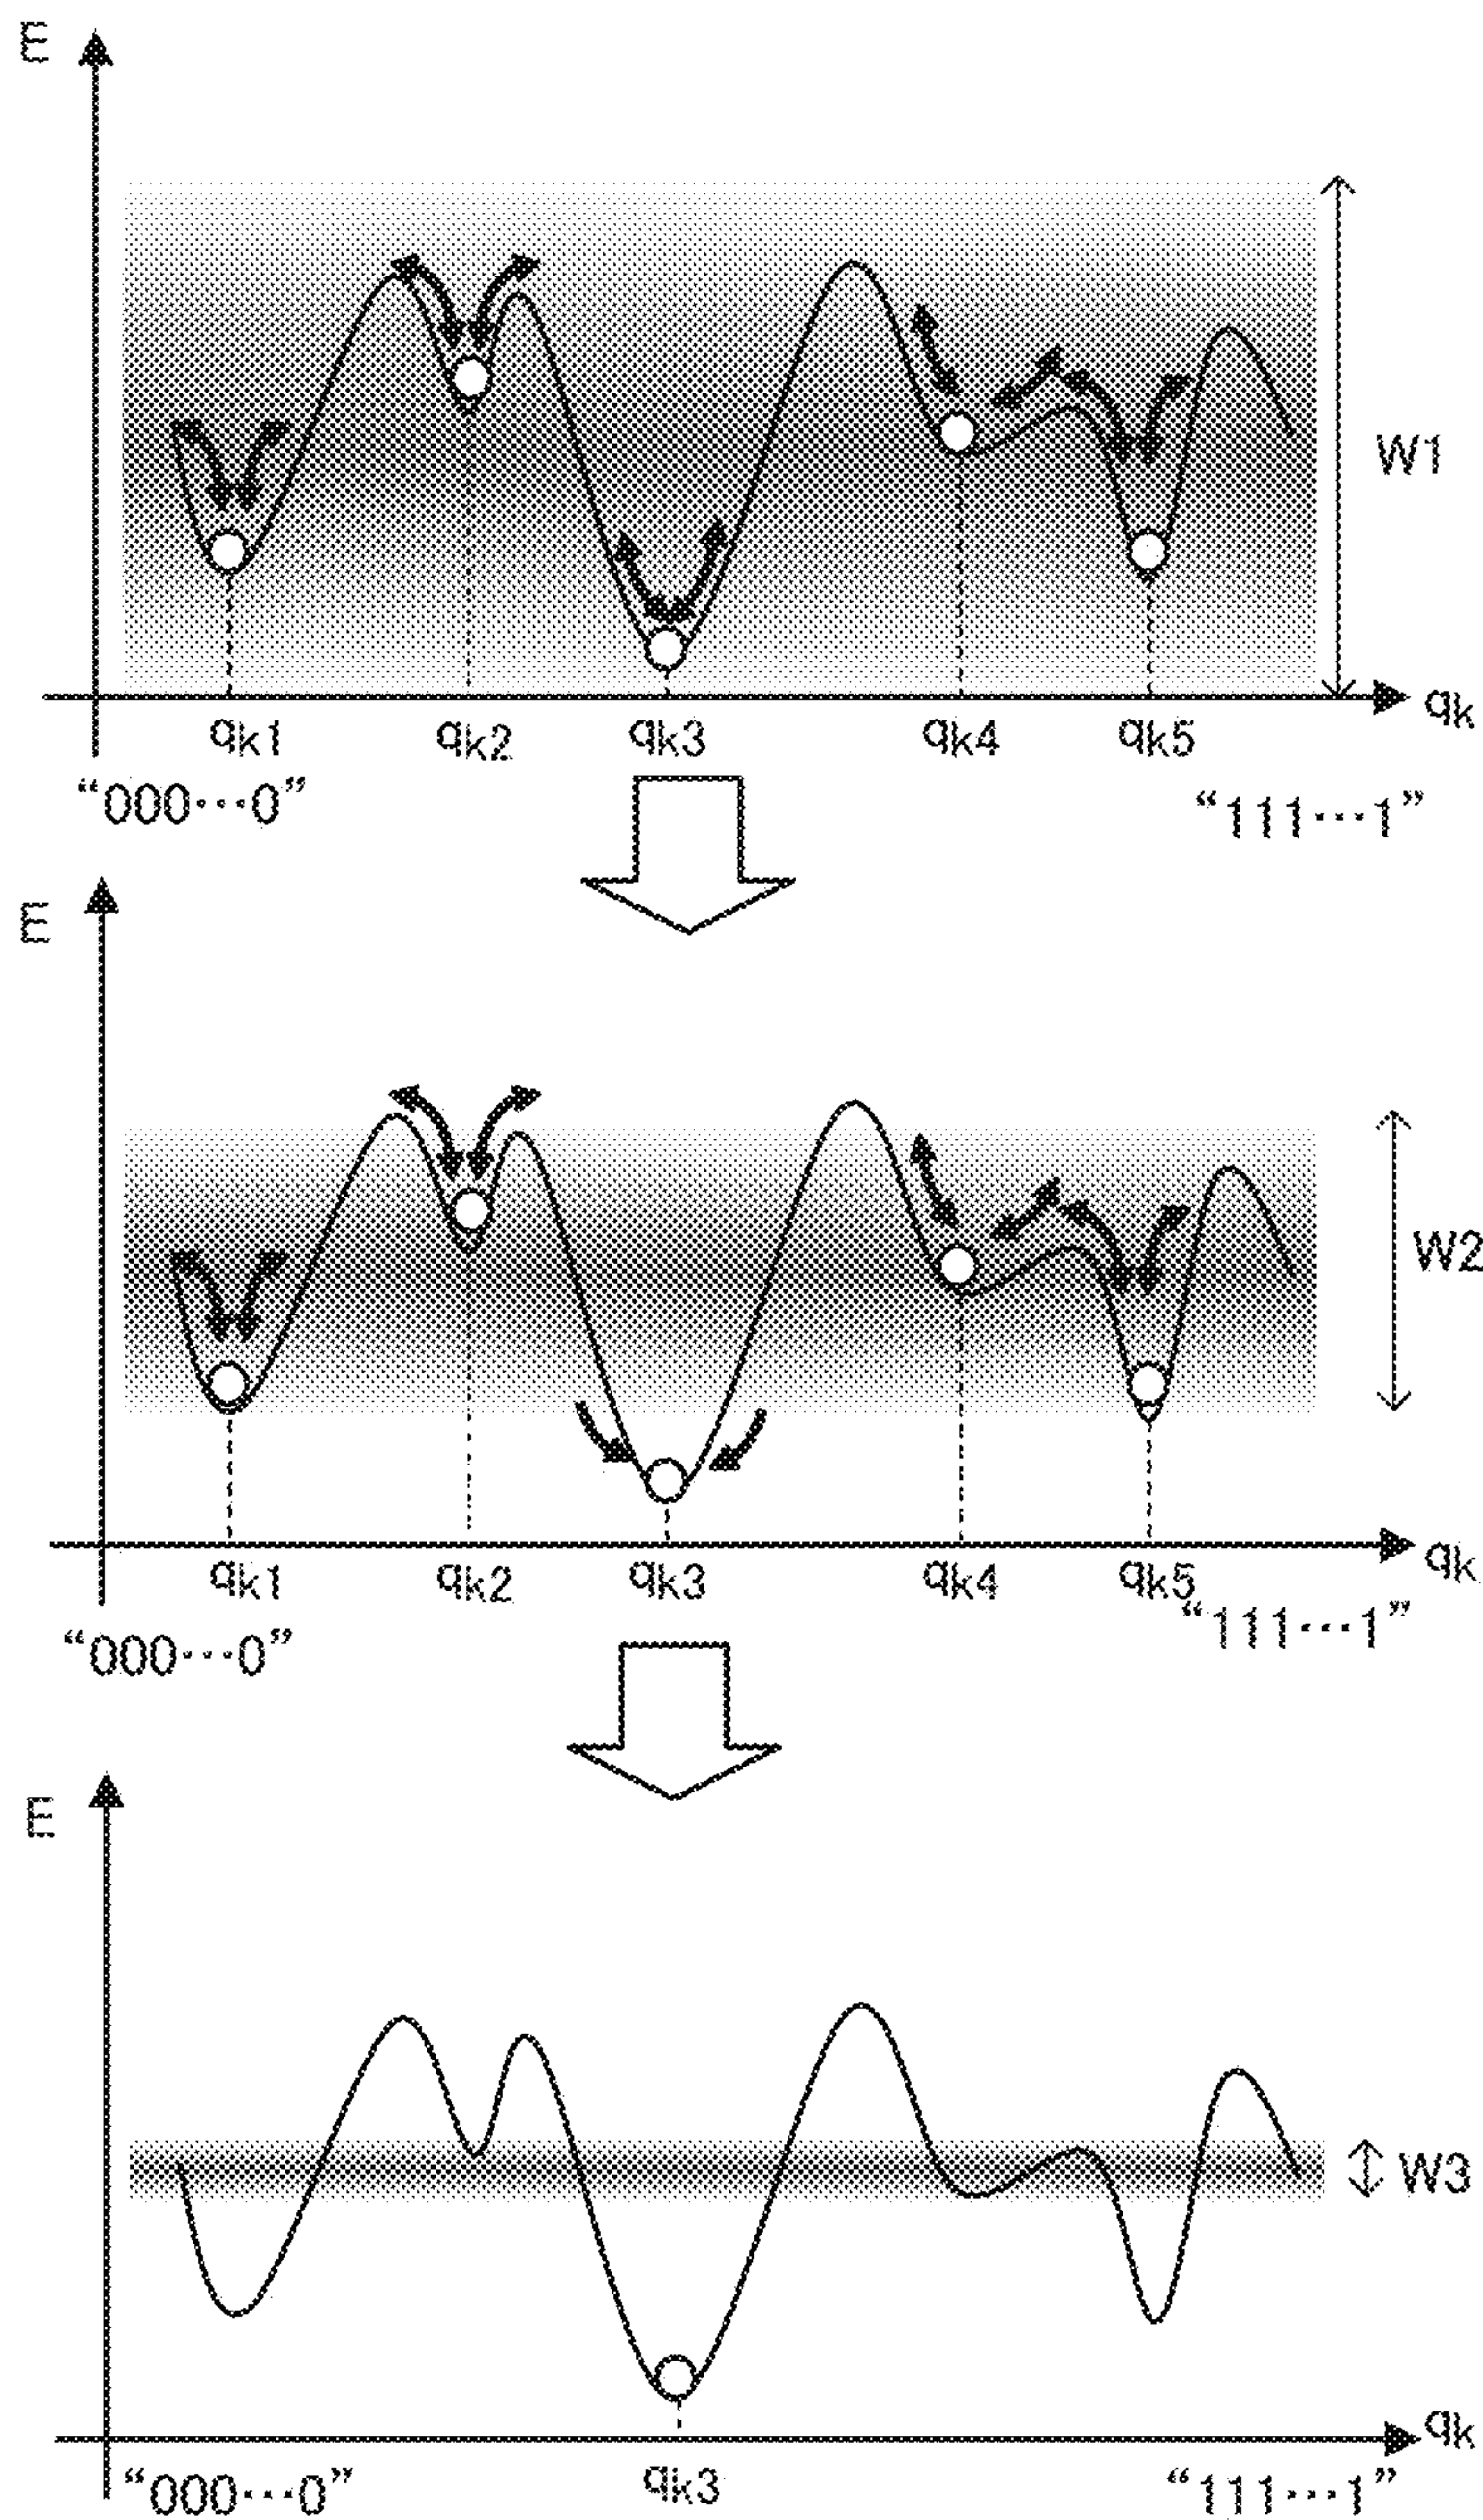 E
W1
qk1 qk2 qk3 qk4 qk5 qk
“000⋯0” “111⋯1”
E
W2
qk1 qk2 qk3 qk4 qk5 qk
“000⋯0” “111⋯1”
E
W3
qk
“000⋯0” qk3 “111⋯1”